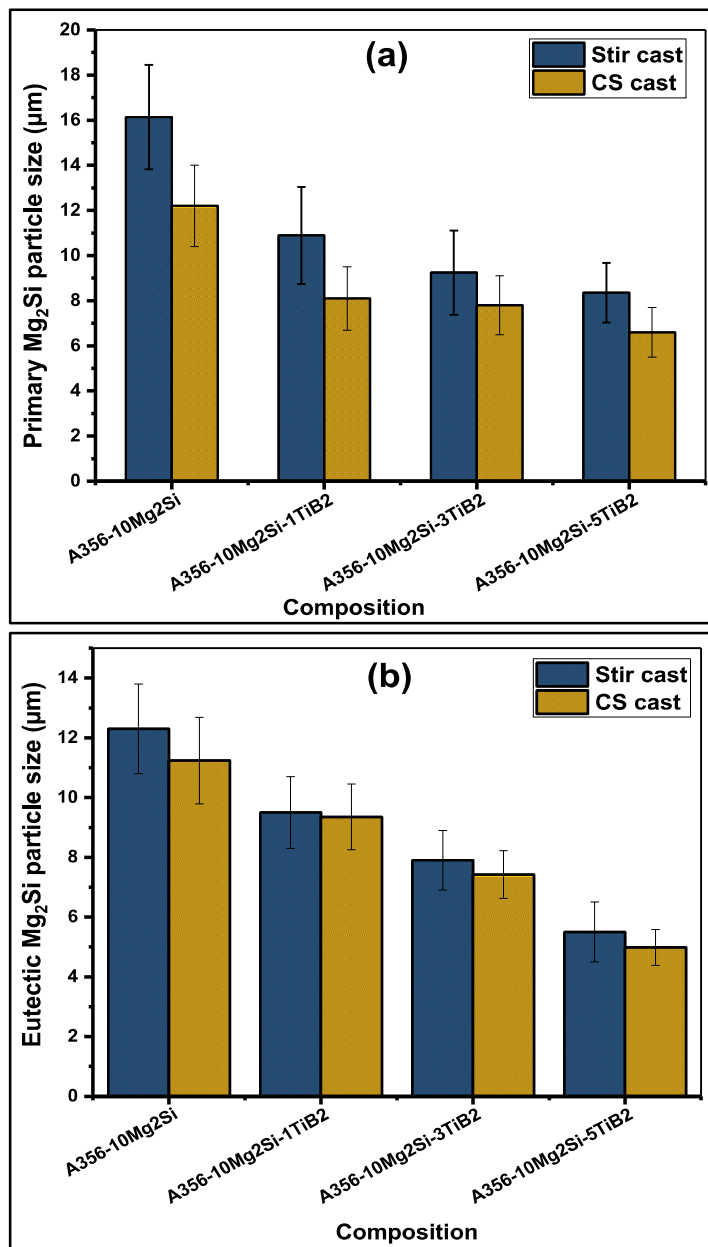 (a)
Stir cast
CS cast
Primary Mg₂Si particle size (µm)
20
18
16
14
12
10
8
6
4
2
0
A356-10Mg2Si
A356-10Mg2Si-1TiB2
A356-10Mg2Si-3TiB2
A356-10Mg2Si-5TiB2
Composition
(b)
Stir cast
CS cast
Eutectic Mg₂Si particle size (µm)
14
12
10
8
6
4
2
0
A356-10Mg2Si
A356-10Mg2Si-1TiB2
A356-10Mg2Si-3TiB2
A356-10Mg2Si-5TiB2
Composition